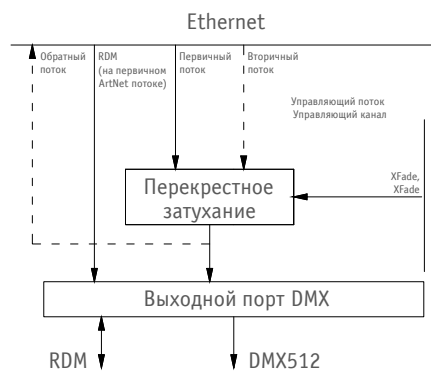 Ethernet
Обратный
поток
RDM
(на первичном
ArtNet потоке)
Первичный
поток
Вторичный
поток
Управляющий поток
Управляющий канал
XFade,
XFade
Перекрестное
затухание
Выходной порт DMX
RDM
DMX512